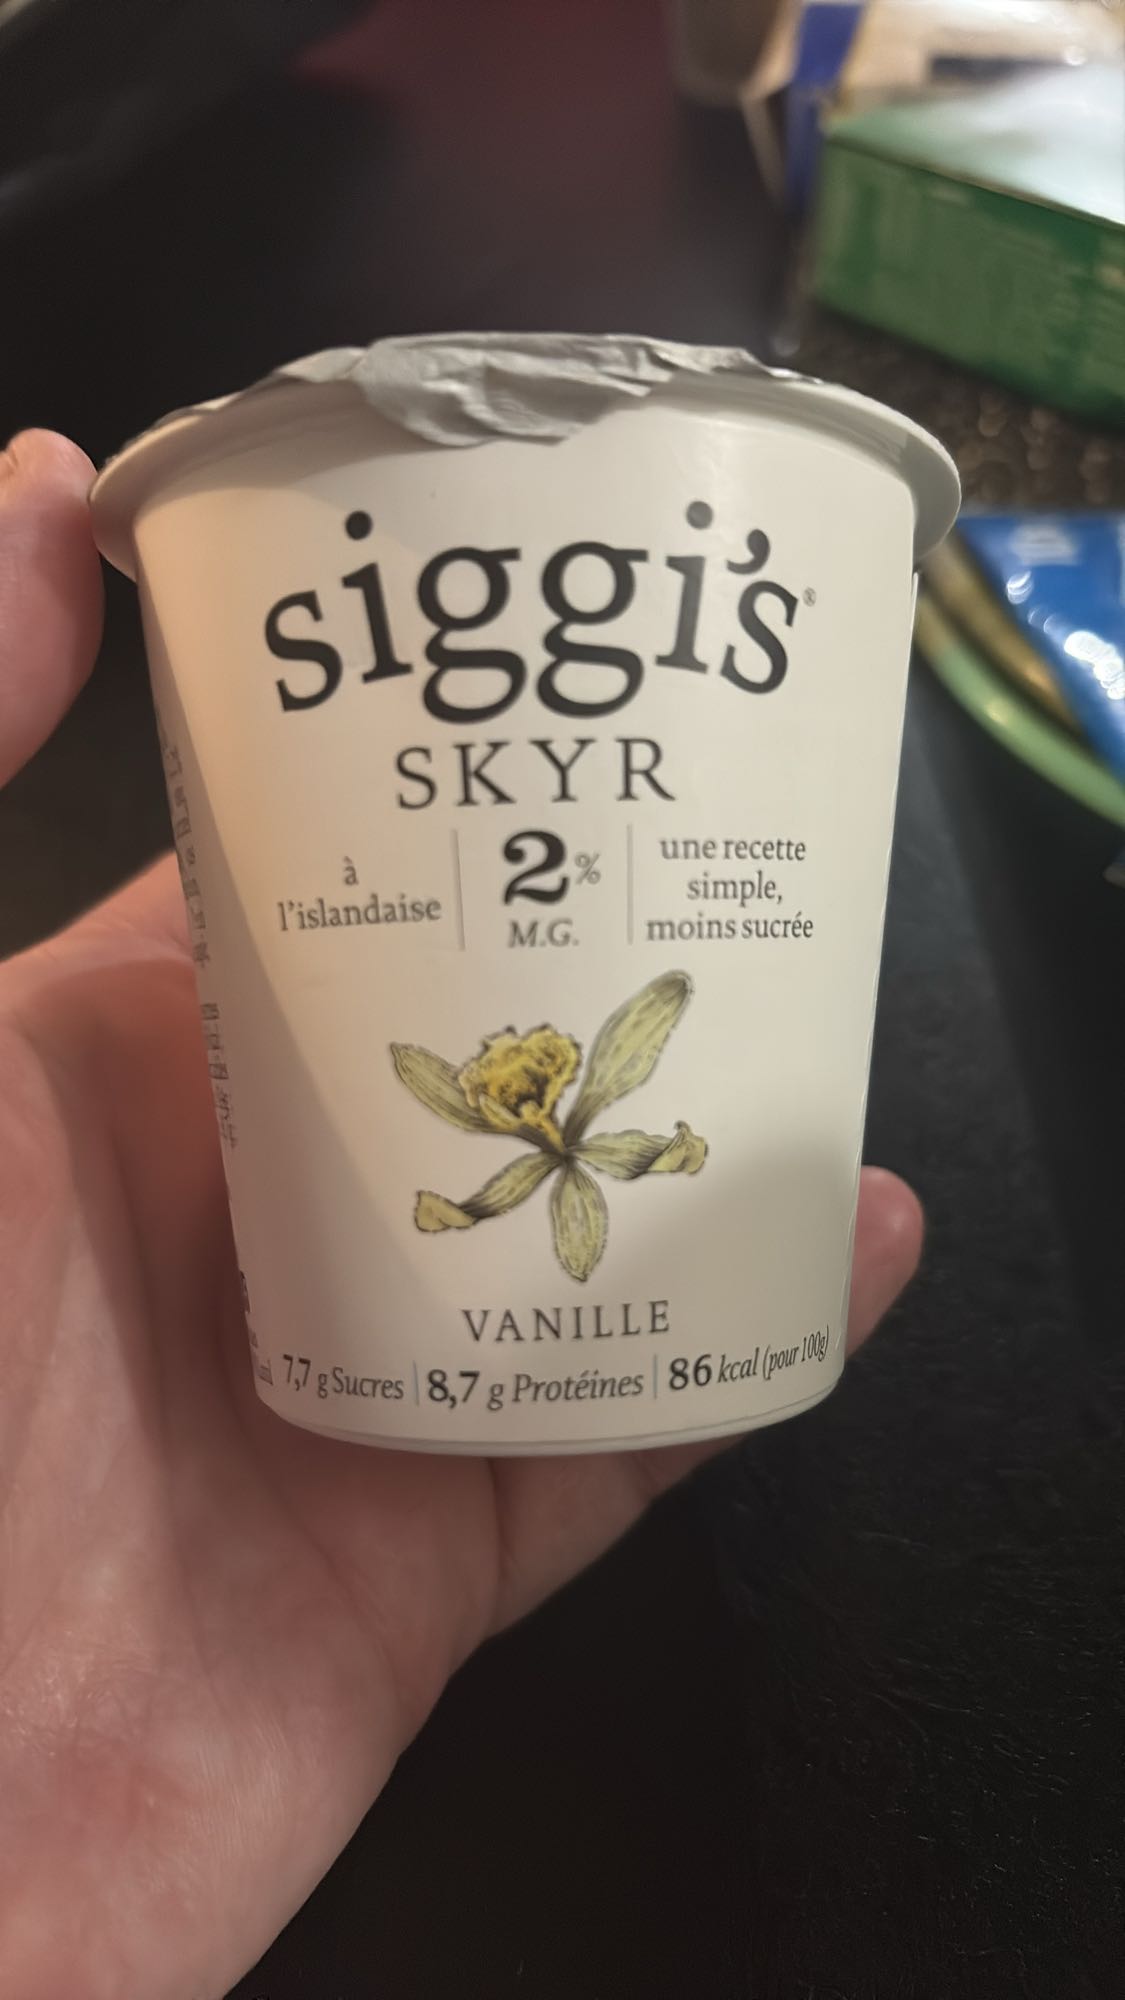 siggi's®
SKYR
à
l'islandaise
2%
M.G.
une recette
simple,
moins sucrée
VANILLE
7,7 g Sucres | 8,7 g Protéines | 86 kcal (pour 100g)